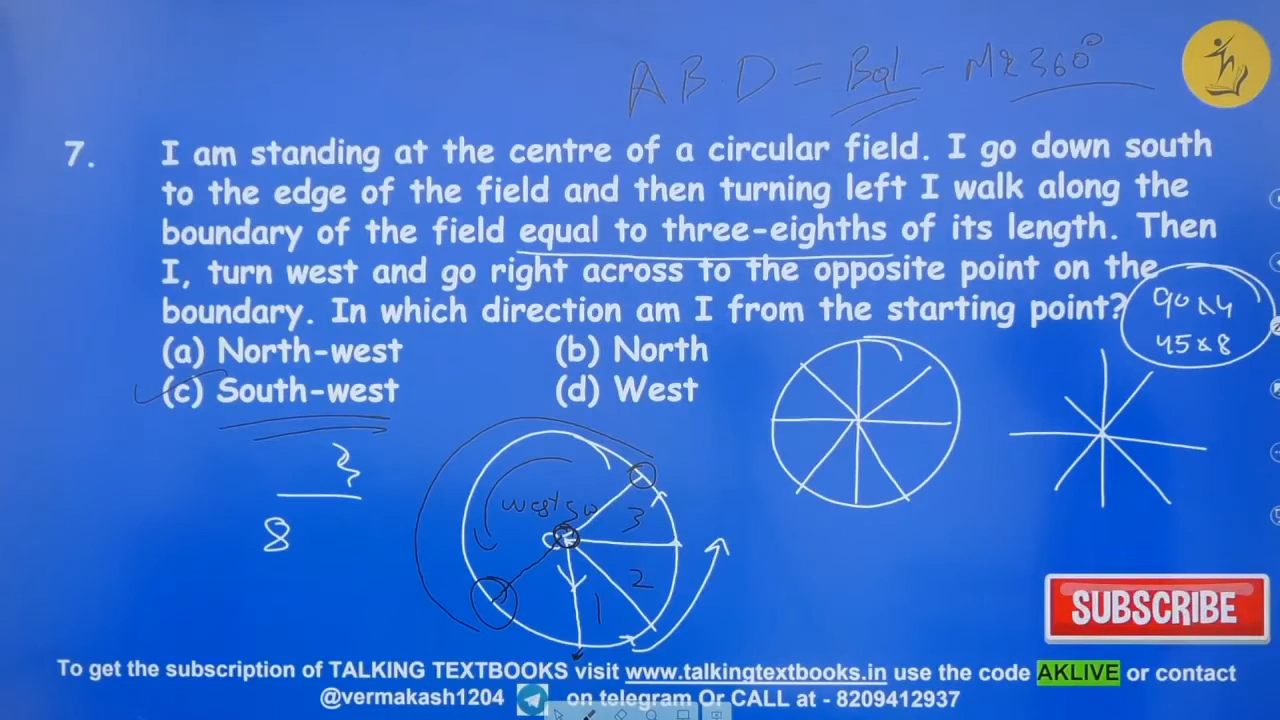 A B.D = Bql - M & 360°
7. I am standing at the centre of a circular field. I go down south
to the edge of the field and then turning left I walk along the
boundary of the field equal to three-eighths of its length. Then
I, turn west and go right across to the opposite point on the
boundary. In which direction am I from the starting point?
90 x 4
45 x 8
(a) North-west (b) North
(c) South-west (d) West
3
8
West SW
3
2
1
SUBSCRIBE
To get the subscription of TALKING TEXTBOOKS visit www.talkingtextbooks.in use the code AKLIVE or contact
@vermakash1204 on telegram Or CALL at - 8209412937